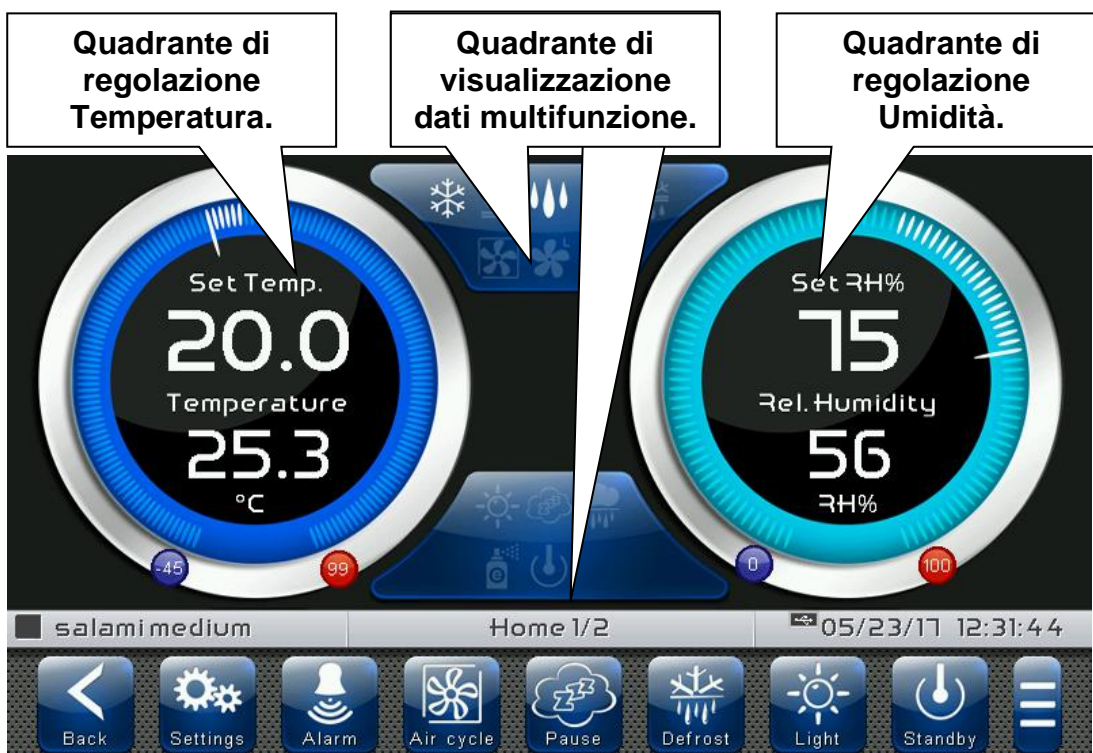 Quadrante di
regolazione
Temperatura.
Quadrante di
visualizzazione
dati multifunzione.
Quadrante di
regolazione
Umidità.
Set Temp.
20.0
Temperature
25.3
°C
-45
99
L
Set RH%
75
Rel. Humidity
56
RH%
0
100
e
salami medium
Home 1/2
05/23/17 12:31:44
Back
Settings
Alarm
Air cycle
zzz
Pause
Defrost
Light
Standby